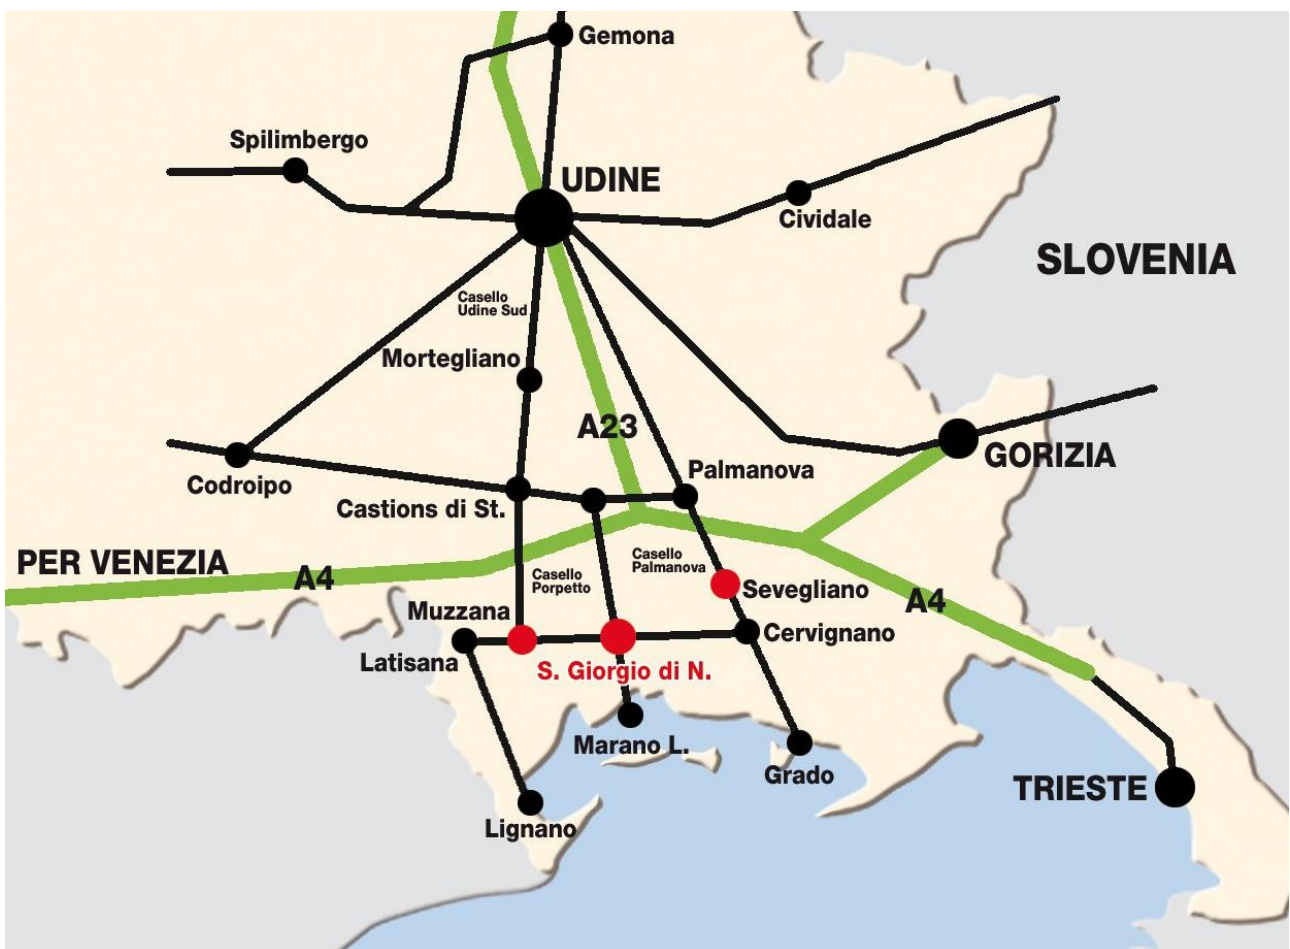 Gemona
Spilimbergo
UDINE
Cividale
SLOVENIA
Casello
Udine Sud
Mortegliano
A23
Palmanova
GORIZIA
Codroipo
Castions di St.
PER VENEZIA
A4
Casello
Porpetto
Casello
Palmanova
Sevegliano
A4
Muzzana
Cervignano
Latisana
S. Giorgio di N.
Marano L.
Grado
TRIESTE
Lignano